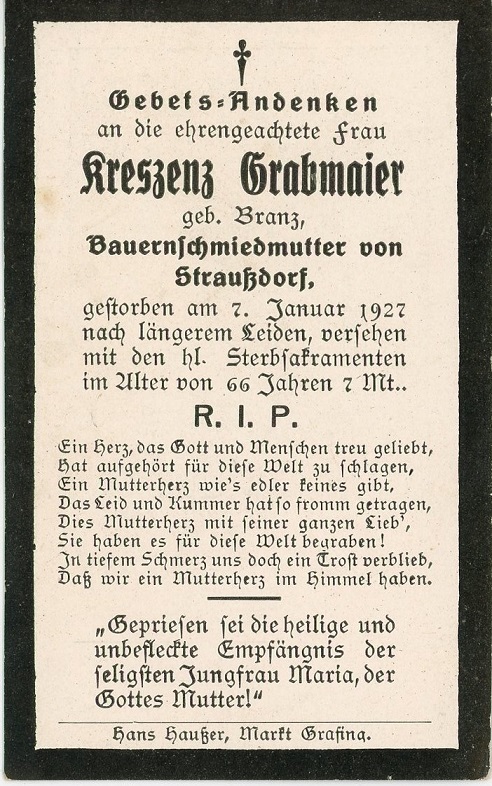 Gebets-Andenken
an die ehrengeachtete Frau
Kreszenz Grabmaier
geb. Branz,
Bauernschmiedmutter von
Straußdorf,
gestorben am 7. Januar 1927
nach längerem Leiden, versehen
mit den hl. Sterbsakramenten
im Alter von 66 Jahren 7 Mt..
R. I. P.
Ein Herz, das Gott und Menschen treu geliebt,
Hat aufgehört für diese Welt zu schlagen,
Ein Mutterherz wie's edler keines gibt,
Das Leid und Kummer hat so fromm getragen,
Dies Mutterherz mit seiner ganzen Lieb',
Sie haben es für diese Welt begraben!
In tiefem Schmerz uns doch ein Trost verblieb,
Daß wir ein Mutterherz im Himmel haben.
„Gepriesen sei die heilige und
unbefleckte Empfängnis der
seligsten Jungfrau Maria, der
Gottes Mutter!"
Hans Haußer, Markt Grafing.